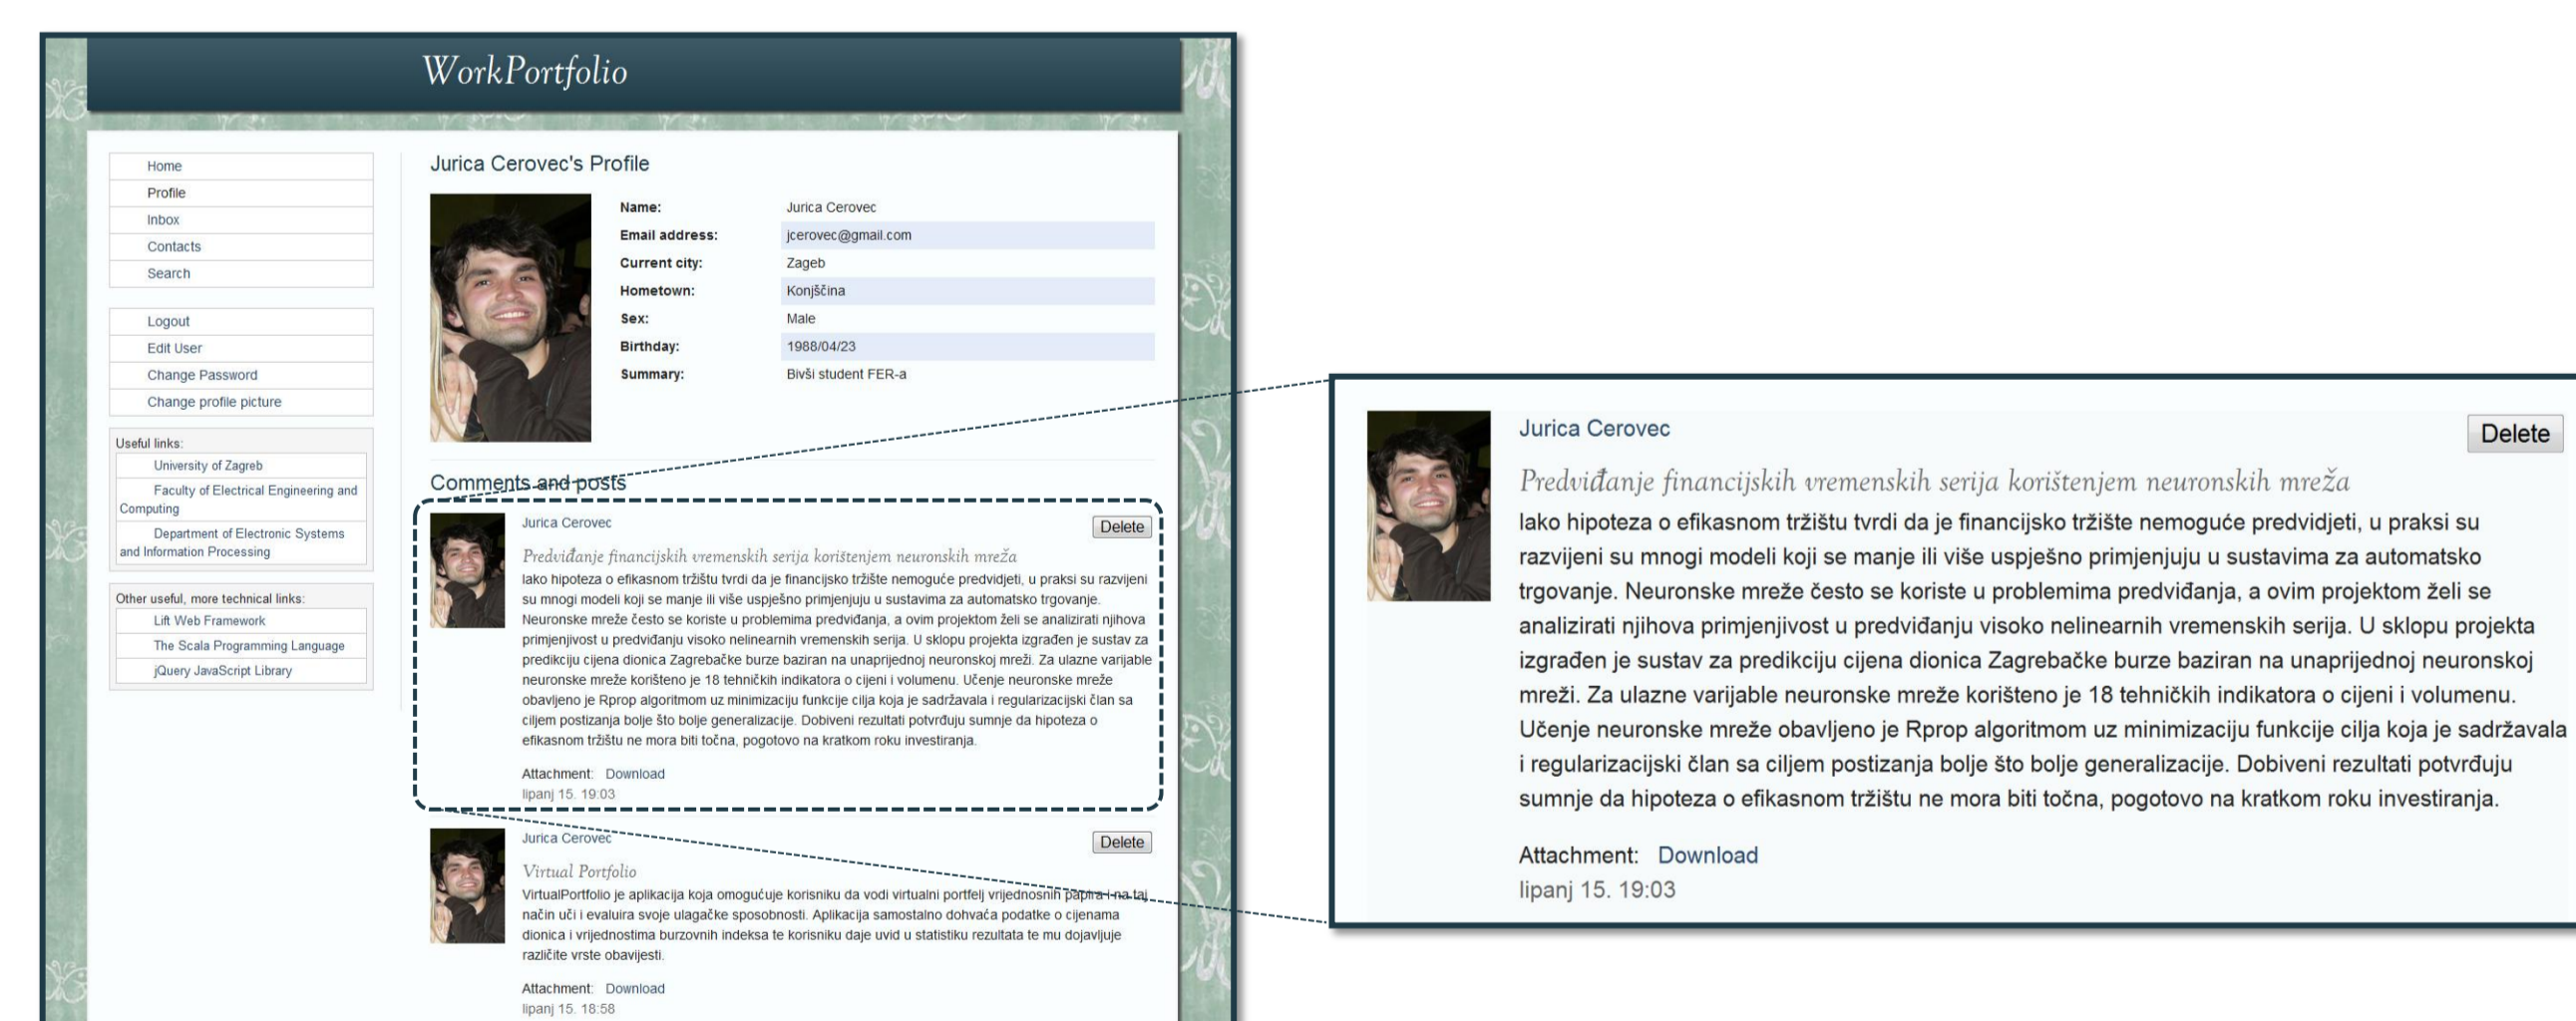 WorkPortfolio
Home
Profile
Inbox
Contacts
Search
Logout
Edit User
Change Password
Change profile picture
Useful links:
University of Zagreb
Faculty of Electrical Engineering and
Computing
Department of Electronic Systems
and Information Processing
Other useful, more technical links:
Lift Web Framework
The Scala Programming Language
jQuery JavaScript Library
Jurica Cerovec's Profile
Name: Jurica Cerovec
Email address: jcerovec@gmail.com
Current city: Zageb
Hometown: Konjščina
Sex: Male
Birthday: 1988/04/23
Summary: Bivši student FER-a
Comments and posts
Jurica Cerovec Delete
Predviđanje financijskih vremenskih serija korištenjem neuronskih mreža
Iako hipoteza o efikasnom tržištu tvrdi da je financijsko tržište nemoguće predvidjeti, u praksi su razvijeni
su mnogi modeli koji se manje ili više uspješno primjenjuju u sustavima za automatsko trgovanje.
Neuronske mreže često se koriste u problemima predviđanja, a ovim projektom želi se analizirati njihova
primjenjivost u predviđanju visoko nelinearnih vremenskih serija. U sklopu projekta izgrađen je sustav za
predikciju cijena dionica Zagrebačke burze baziran na unaprijednoj neuronskoj mreži. Za ulazne varijable
neuronske mreže korišteno je 18 tehničkih indikatora o cijeni i volumenu. Učenje neuronske mreže
obavljeno je Rprop algoritmom uz minimizaciju funkcije cilja koja je sadržavala i regularizacijski član sa
ciljem postizanja bolje što bolje generalizacije. Dobiveni rezultati potvrđuju sumnje da hipoteza o
efikasnom tržištu ne mora biti točna, pogotovo na kratkom roku investiranja.
Attachment: Download
lipanj 15. 19:03
Jurica Cerovec Delete
Virtual Portfolio
VirtualPortfolio je aplikacija koja omogućuje korisniku da vodi virtualni portfelj vrijednosnih papira i na taj
način uči i evaluira svoje ulagačke sposobnosti. Aplikacija samostalno dohvaća podatke o cijenama
dionica i vrijednostima burzovnih indeksa te korisniku daje uvid u statistiku rezultata te mu dojavljuje
različite vrste obavijesti.
Attachment: Download
lipanj 15. 18:58
Jurica Cerovec Delete
Predviđanje financijskih vremenskih serija korištenjem neuronskih mreža
Iako hipoteza o efikasnom tržištu tvrdi da je financijsko tržište nemoguće predvidjeti, u praksi su
razvijeni su mnogi modeli koji se manje ili više uspješno primjenjuju u sustavima za automatsko
trgovanje. Neuronske mreže često se koriste u problemima predviđanja, a ovim projektom želi se
analizirati njihova primjenjivost u predviđanju visoko nelinearnih vremenskih serija. U sklopu projekta
izgrađen je sustav za predikciju cijena dionica Zagrebačke burze baziran na unaprijednoj neuronskoj
mreži. Za ulazne varijable neuronske mreže korišteno je 18 tehničkih indikatora o cijeni i volumenu.
Učenje neuronske mreže obavljeno je Rprop algoritmom uz minimizaciju funkcije cilja koja je sadržavala
i regularizacijski član sa ciljem postizanja bolje što bolje generalizacije. Dobiveni rezultati potvrđuju
sumnje da hipoteza o efikasnom tržištu ne mora biti točna, pogotovo na kratkom roku investiranja.
Attachment: Download
lipanj 15. 19:03